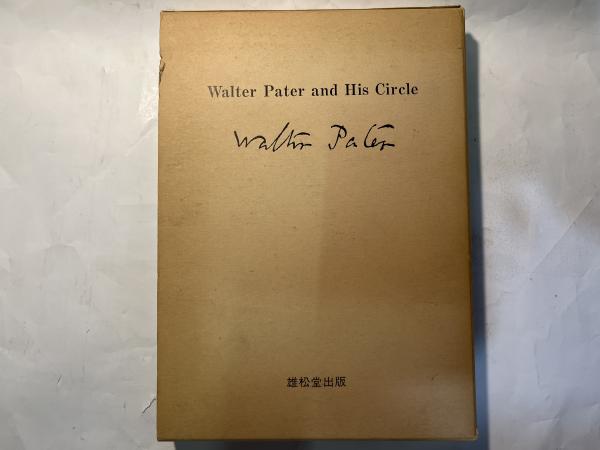 Walter Pater and His Circle
Walter Pater
雄松堂出版